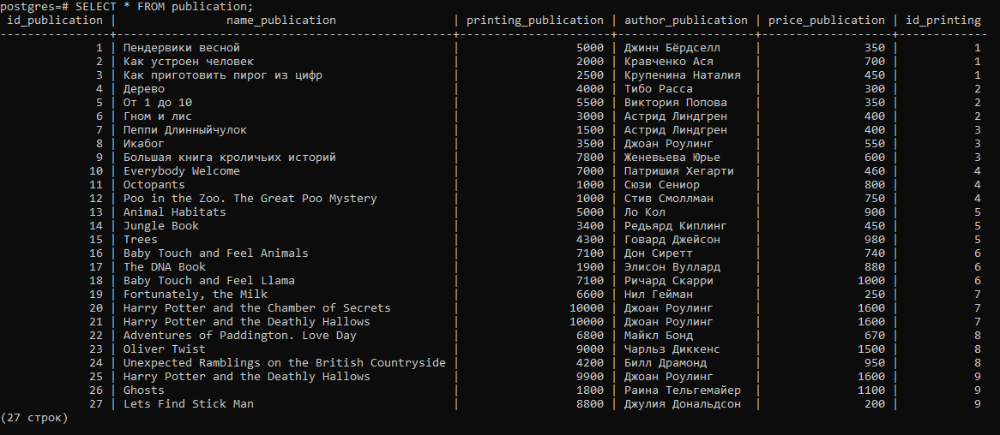 postgres=# SELECT * FROM publication;
 id_publication |                name_publication                 | printing_publication | author_publication | price_publication | id_printing
----------------+-------------------------------------------------+----------------------+--------------------+-------------------+-------------
              1 | Пендервики весной                               |                 5000 | Джинн Бёрдселл     |               350 |           1
              2 | Как устроен человек                             |                 2000 | Кравченко Ася      |               700 |           1
              3 | Как приготовить пирог из цифр                   |                 2500 | Крупенина Наталия  |               450 |           1
              4 | Дерево                                          |                 4000 | Тибо Расса         |               300 |           2
              5 | От 1 до 10                                      |                 5500 | Виктория Попова    |               350 |           2
              6 | Гном и лис                                      |                 3000 | Астрид Линдгрен    |               400 |           2
              7 | Пеппи Длинныйчулок                              |                 1500 | Астрид Линдгрен    |               400 |           3
              8 | Икабог                                          |                 3500 | Джоан Роулинг      |               550 |           3
              9 | Большая книга кроличьих историй                 |                 7800 | Женевьева Юрье     |               600 |           3
             10 | Everybody Welcome                               |                 7000 | Патришия Хегарти   |               460 |           4
             11 | Octopants                                       |                 1000 | Сюзи Сениор        |               800 |           4
             12 | Poo in the Zoo. The Great Poo Mystery           |                 1000 | Стив Смоллман      |               750 |           4
             13 | Animal Habitats                                 |                 5000 | Ло Кол             |               900 |           5
             14 | Jungle Book                                     |                 3400 | Редьярд Киплинг    |               450 |           5
             15 | Trees                                           |                 4300 | Говард Джейсон     |               980 |           5
             16 | Baby Touch and Feel Animals                     |                 7100 | Дон Сиретт         |               740 |           6
             17 | The DNA Book                                    |                 1900 | Элисон Вуллард     |               880 |           6
             18 | Baby Touch and Feel Llama                       |                 7100 | Ричард Скарри      |              1000 |           6
             19 | Fortunately, the Milk                           |                 6600 | Нил Гейман         |               250 |           7
             20 | Harry Potter and the Chamber of Secrets         |                10000 | Джоан Роулинг      |              1600 |           7
             21 | Harry Potter and the Deathly Hallows            |                10000 | Джоан Роулинг      |              1600 |           7
             22 | Adventures of Paddington. Love Day              |                 6800 | Майкл Бонд         |               670 |           8
             23 | Oliver Twist                                    |                 9000 | Чарльз Диккенс     |              1500 |           8
             24 | Unexpected Ramblings on the British Countryside |                 4200 | Билл Драмонд       |               950 |           8
             25 | Harry Potter and the Deathly Hallows            |                 9900 | Джоан Роулинг      |              1600 |           9
             26 | Ghosts                                          |                 1800 | Раина Тельгемайер  |              1100 |           9
             27 | Lets Find Stick Man                             |                 8800 | Джулия Дональдсон  |               200 |           9
(27 строк)